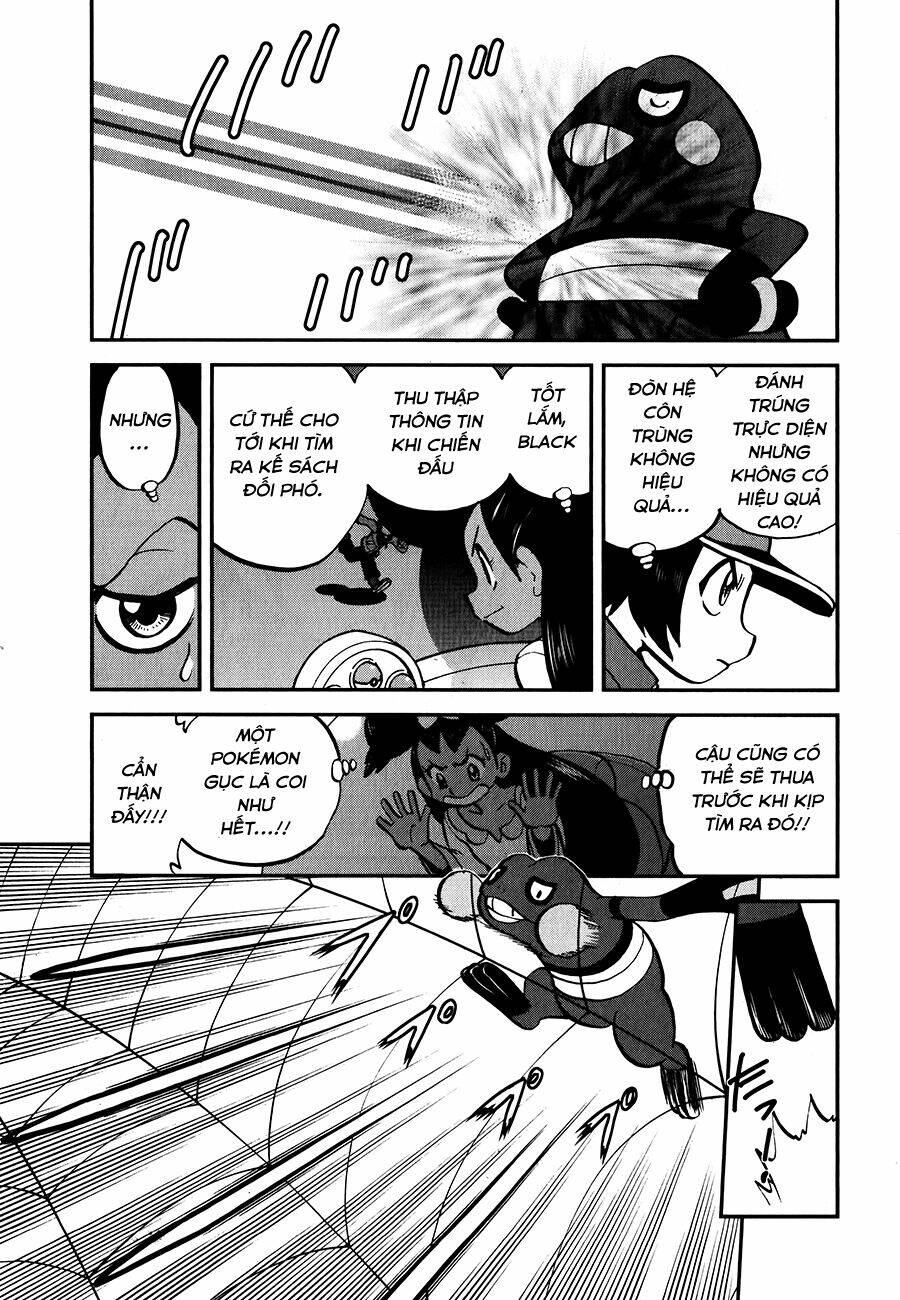 ĐÁNH
TRÚNG
TRỰC DIỆN
NHƯNG
KHÔNG CÓ
HIỆU QUẢ
CAO!
ĐÒN HỆ
CÔN
TRÙNG
KHÔNG
HIỆU
QUẢ...
TỐT
LẮM,
BLACK
THU THẬP
THÔNG TIN
KHI CHIẾN
ĐẤU
CỨ THẾ CHO
TỚI KHI TÌM
RA KẾ SÁCH
ĐỐI PHÓ.
NHƯNG
...
CẬU CŨNG CÓ
THỂ SẼ THUA
TRƯỚC KHI KỊP
TÌM RA ĐÓ!!
MỘT
POKÉMON
GỤC LÀ COI
NHƯ
HẾT...!!
CẨN
THẬN
ĐẤY!!!